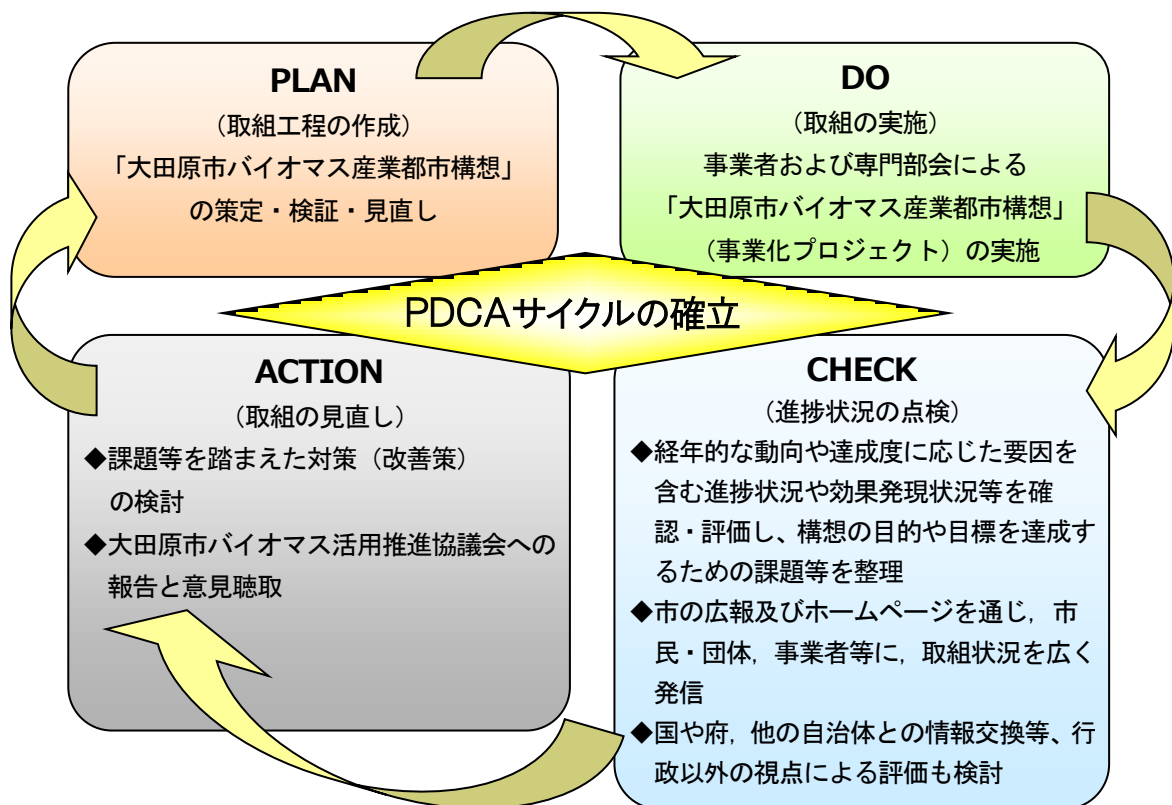 PLAN
（取組工程の作成）
「大田原市バイオマス産業都市構想」
の策定・検証・見直し
DO
（取組の実施）
事業者および専門部会による
「大田原市バイオマス産業都市構想」
（事業化プロジェクト）の実施
PDCAサイクルの確立
CHECK
（進捗状況の点検）
◆経年的な動向や達成度に応じた要因を
含む進捗状況や効果発現状況等を確
認・評価し、構想の目的や目標を達成す
るための課題等を整理
◆市の広報及びホームページを通じ，市
民・団体，事業者等に，取組状況を広く
発信
◆国や府，他の自治体との情報交換等、行
政以外の視点による評価も検討
ACTION
（取組の見直し）
◆課題等を踏まえた対策（改善策）
の検討
◆大田原市バイオマス活用推進協議会への
報告と意見聴取